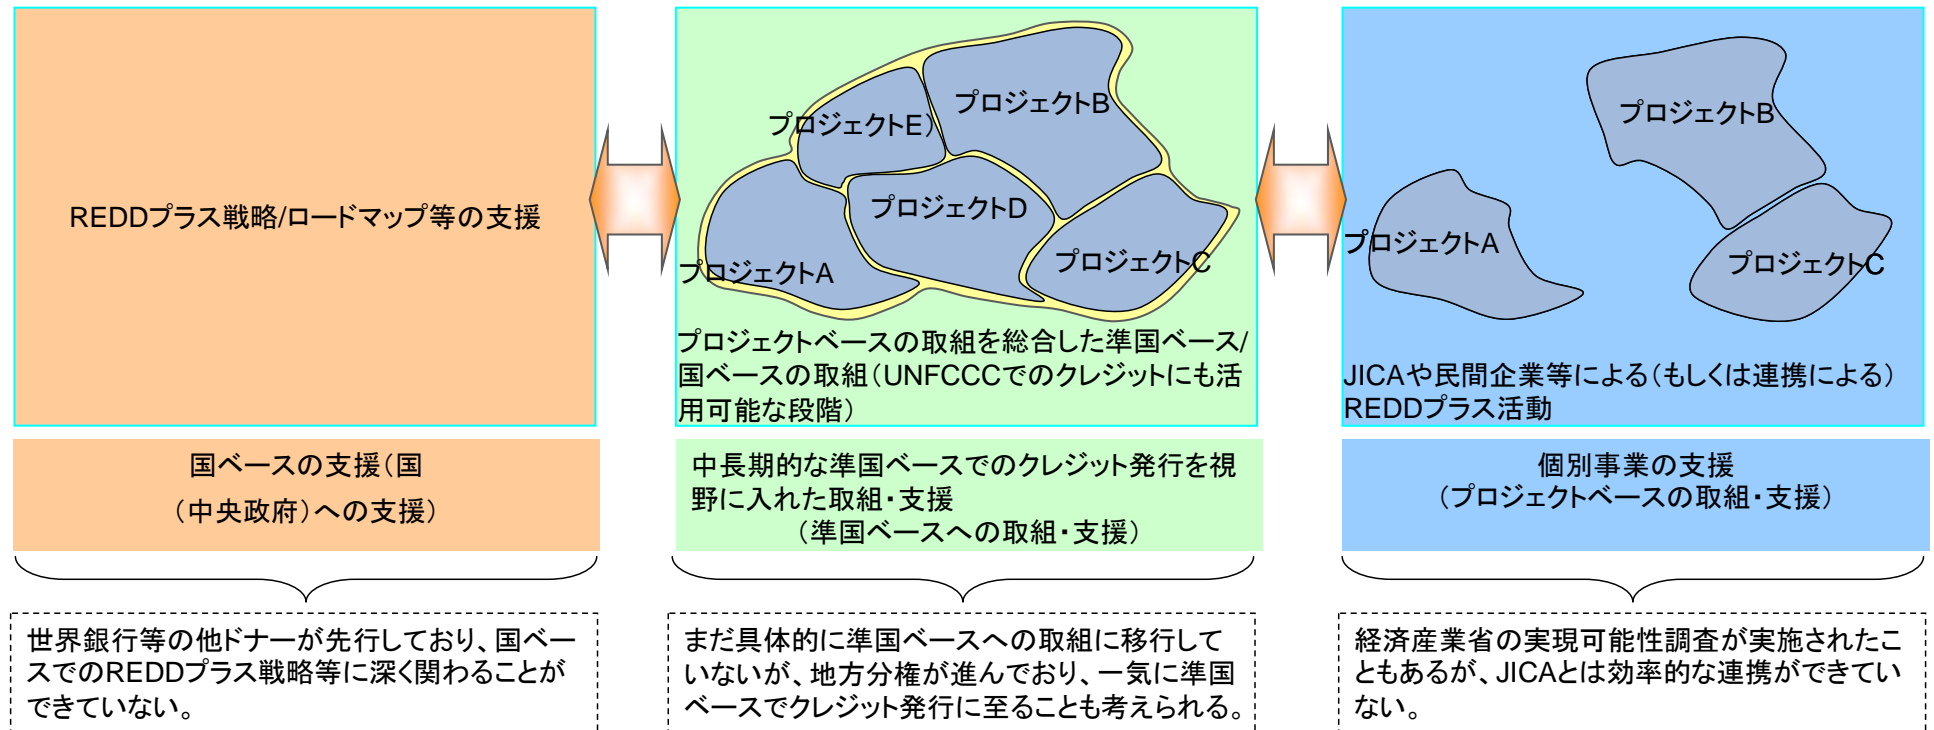 REDDプラス戦略/ロードマップ等の支援
プロジェクトB
プロジェクトE）
プロジェクトD
プロジェクトA
プロジェクトC
プロジェクトベースの取組を総合した準国ベース/
国ベースの取組（UNFCCCでのクレジットにも活
用可能な段階）
プロジェクトB
プロジェクトA
プロジェクトC
JICAや民間企業等による（もしくは連携による）
REDDプラス活動
国ベースの支援（国
（中央政府）への支援）
中長期的な準国ベースでのクレジット発行を視
野に入れた取組・支援
（準国ベースへの取組・支援）
個別事業の支援
（プロジェクトベースの取組・支援）
世界銀行等の他ドナーが先行しており、国ベー
スでのREDDプラス戦略等に深く関わることが
できていない。
まだ具体的に準国ベースへの取組に移行して
いないが、地方分権が進んでおり、一気に準国
ベースでクレジット発行に至ることも考えられる。
経済産業省の実現可能性調査が実施されたこ
ともあるが、JICAとは効率的な連携ができてい
ない。